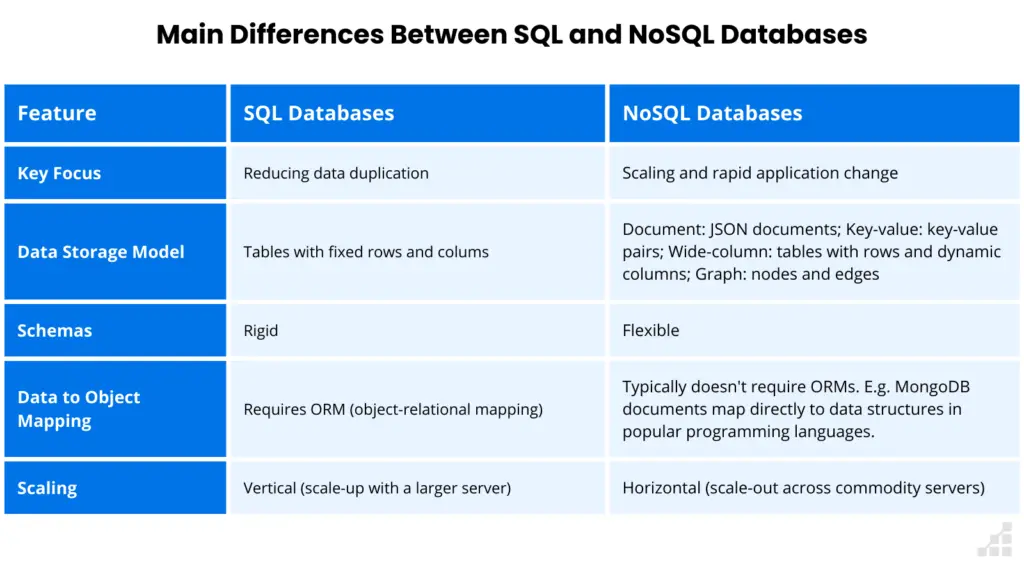 Main Differences Between SQL and NoSQL Databases
Feature
SQL Databases
NoSQL Databases
Key Focus
Reducing data duplication
Scaling and rapid application change
Data Storage Model
Tables with fixed rows and colums
Document: JSON documents; Key-value: key-value
pairs; Wide-column: tables with rows and dynamic
columns; Graph: nodes and edges
Schemas
Rigid
Flexible
Data to Object
Mapping
Requires ORM (object-relational mapping)
Typically doesn't require ORMs. E.g. MongoDB
documents map directly to data structures in
popular programming languages.
Scaling
Vertical (scale-up with a larger server)
Horizontal (scale-out across commodity servers)